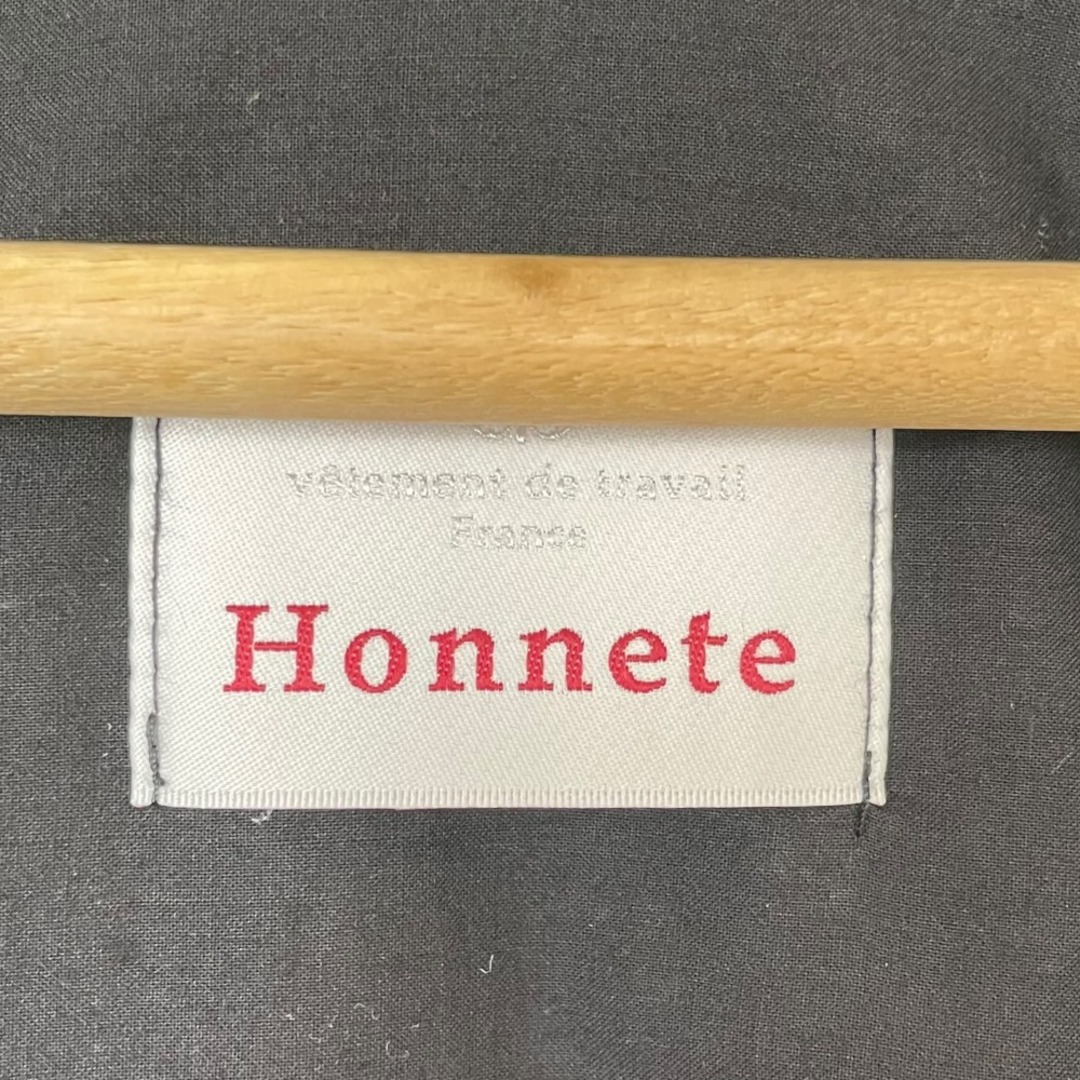 vêtement de travail
France
Honnete